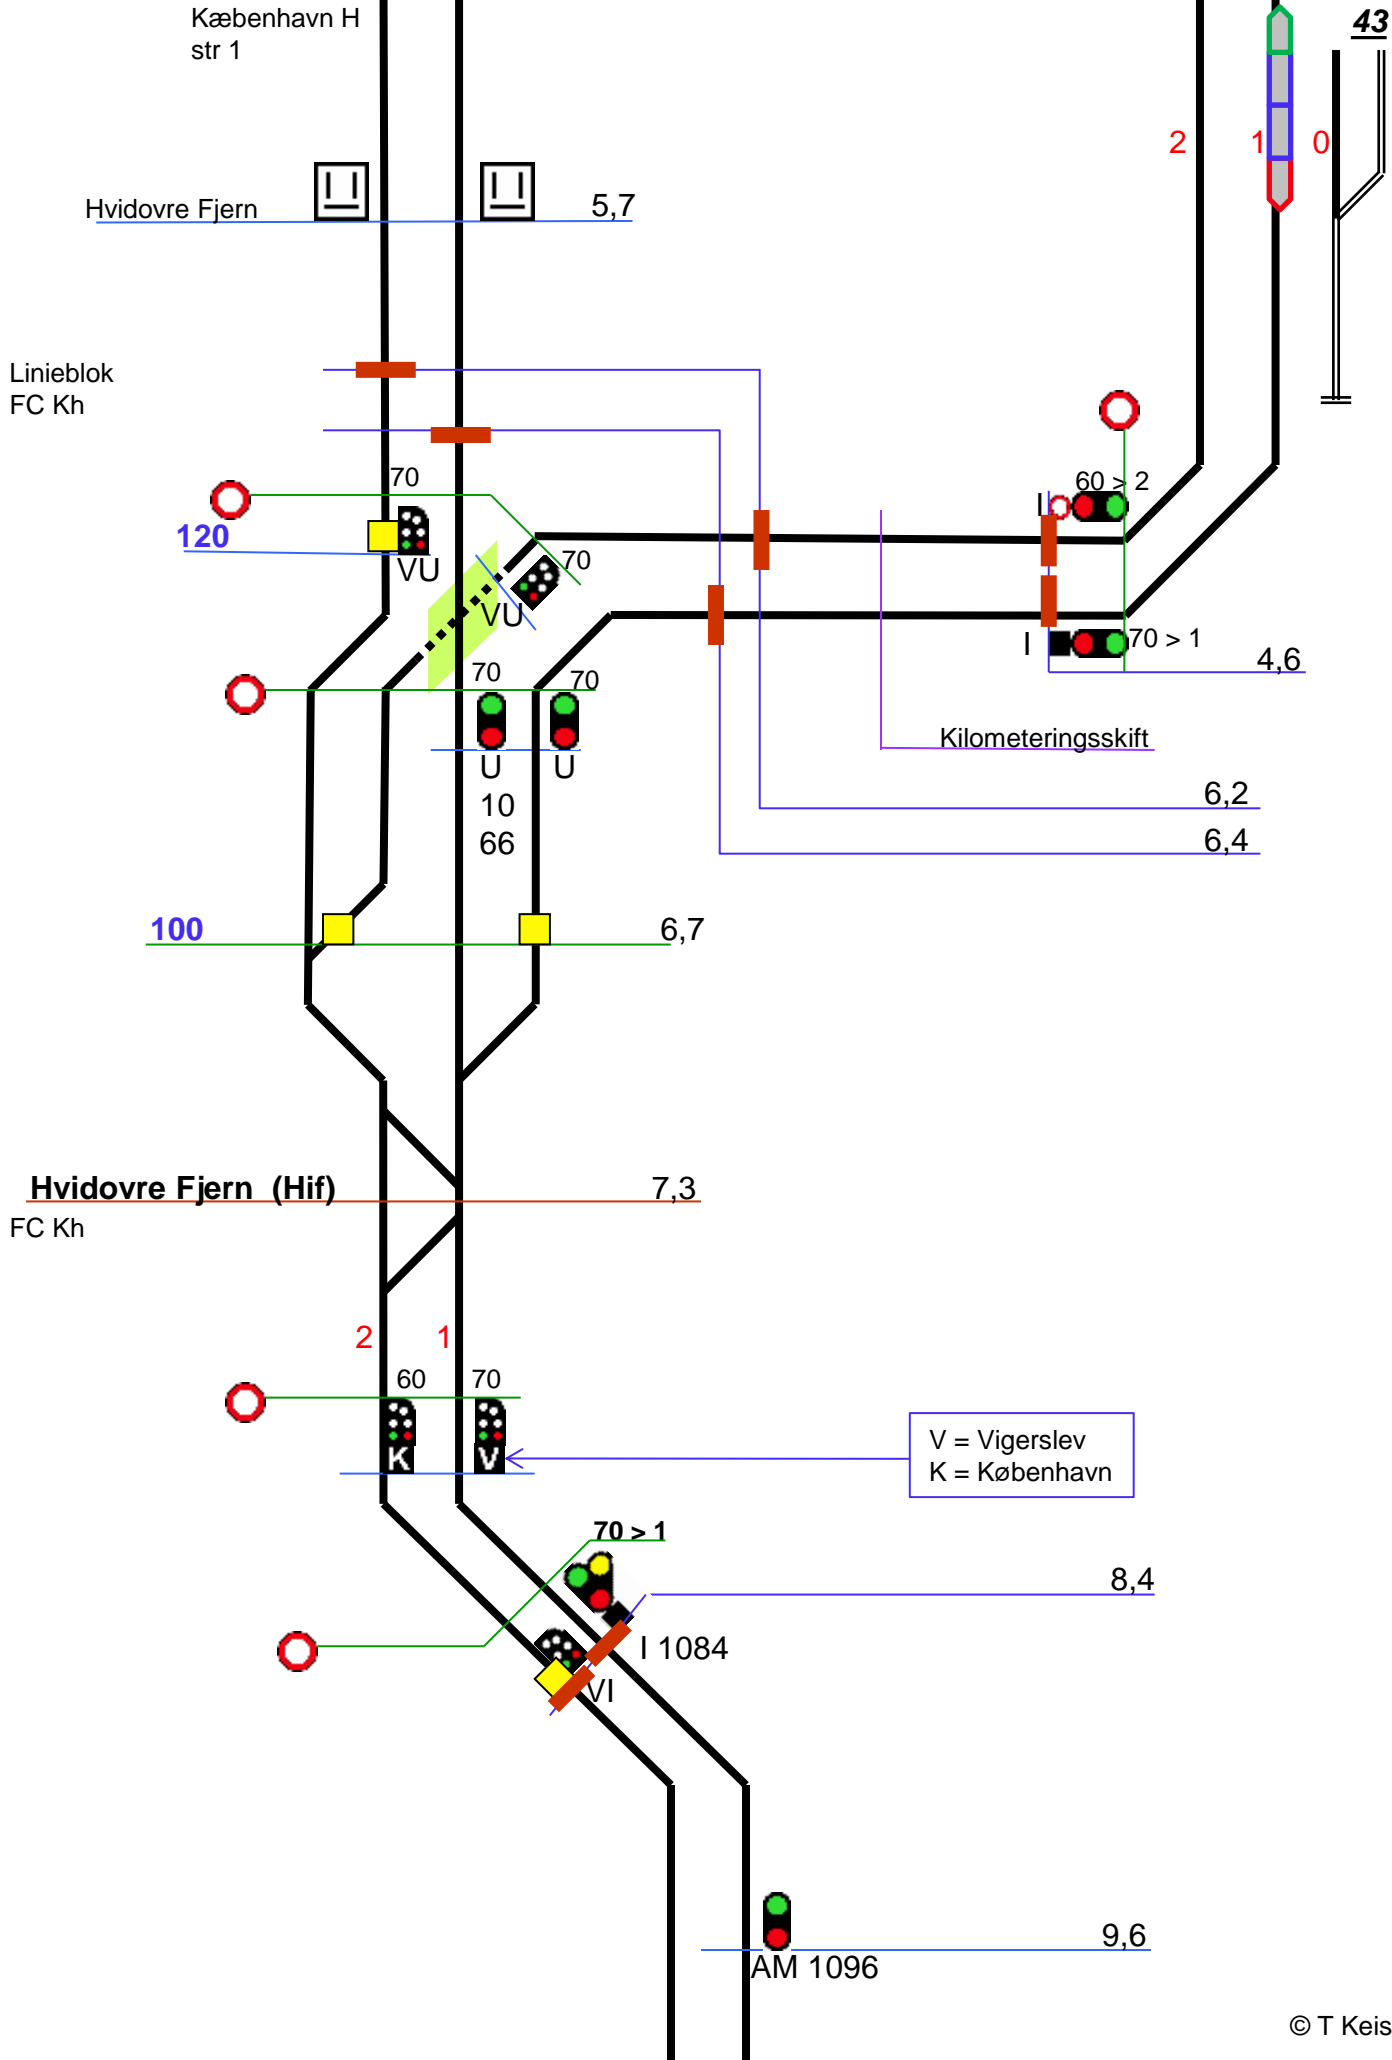 Kæbenhavn H
str 1
43
2
1
0
Hvidovre Fjern
5,7
Linieblok
FC Kh
70
60 > 2
I
120
VU
70
VU
I
70 > 1
4,6
70
70
Kilometeringsskift
U
U
10
66
6,2
6,4
100
6,7
Hvidovre Fjern (Hif)
7,3
FC Kh
2
1
60
70
K
V
V = Vigerslev
K = København
70 > 1
8,4
I 1084
VI
9,6
AM 1096
© T Keis